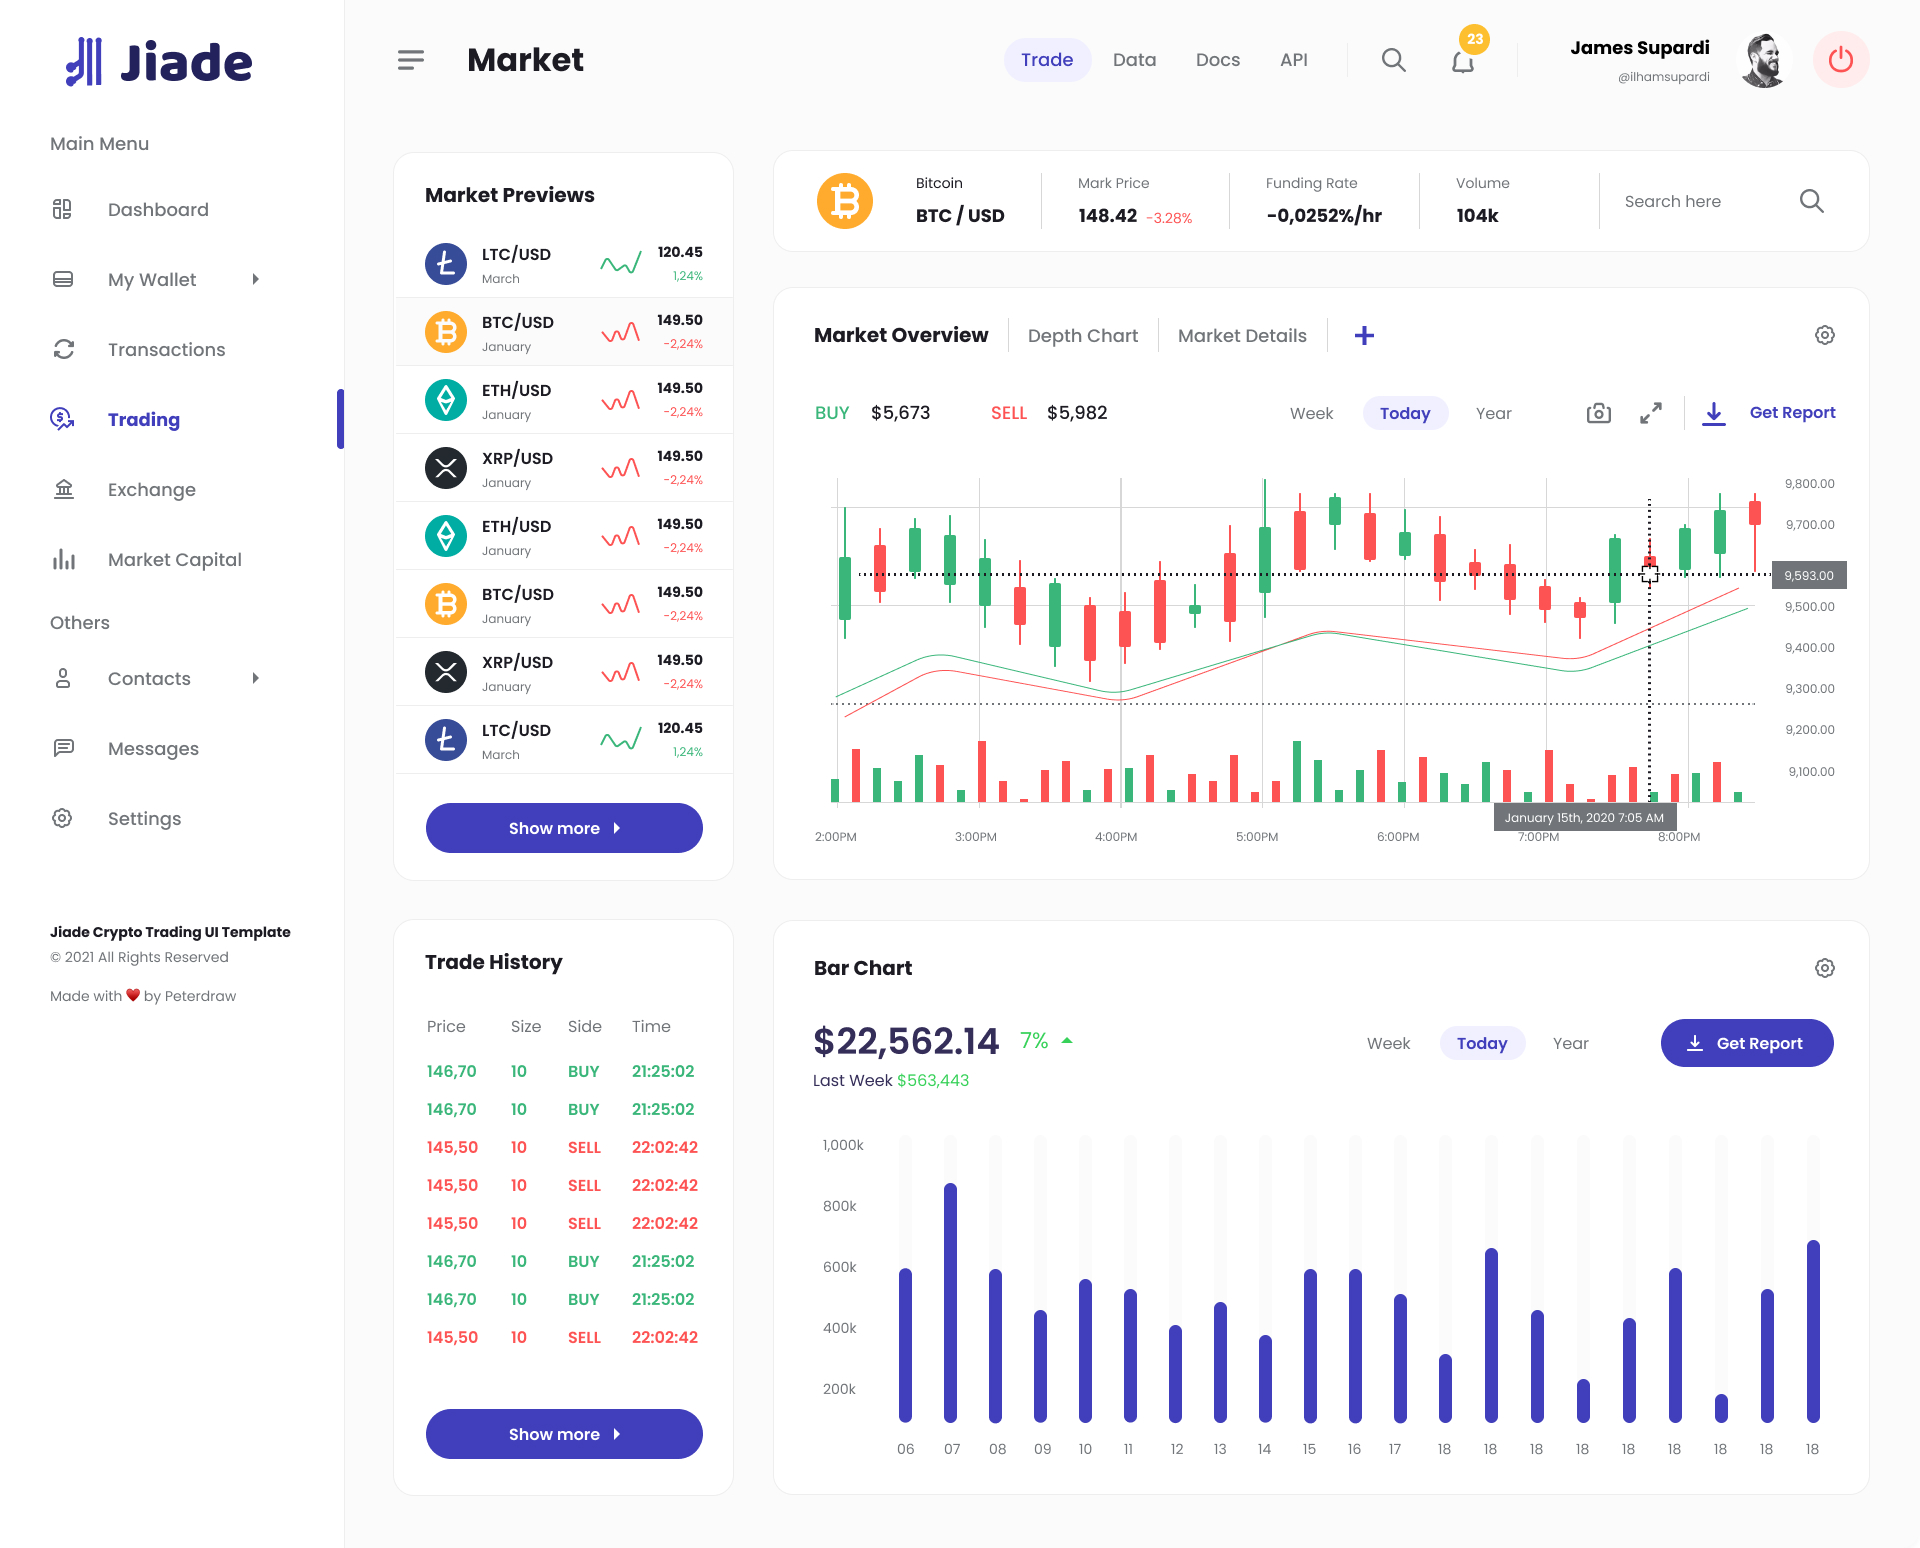 Jiade
Main Menu
Dashboard
My Wallet
Transactions
Trading
Exchange
Market Capital
Others
Contacts
Messages
Settings
Jiade Crypto Trading UI Template
© 2021 All Rights Reserved
Made with ❤ by Peterdraw
Market
Trade Data Docs API
23
James Supardi
@ilhamsupardi
Market Previews
LTC/USD 120.45
March 1,24%
BTC/USD 149.50
January -2,24%
ETH/USD 149.50
January -2,24%
XRP/USD 149.50
January -2,24%
ETH/USD 149.50
January -2,24%
BTC/USD 149.50
January -2,24%
XRP/USD 149.50
January -2,24%
LTC/USD 120.45
March 1,24%
Show more
Bitcoin Mark Price Funding Rate Volume
BTC / USD 148.42 -3.28% -0,0252%/hr 104k
Search here
Market Overview Depth Chart Market Details +
BUY $5,673 SELL $5,982 Week Today Year Get Report
9,800.00
9,700.00
9,593.00
9,500.00
9,400.00
9,300.00
9,200.00
9,100.00
January 15th, 2020 7:05 AM
2:00PM 3:00PM 4:00PM 5:00PM 6:00PM 7:00PM 8:00PM
Trade History
Price Size Side Time
146,70 10 BUY 21:25:02
146,70 10 BUY 21:25:02
145,50 10 SELL 22:02:42
145,50 10 SELL 22:02:42
145,50 10 SELL 22:02:42
146,70 10 BUY 21:25:02
146,70 10 BUY 21:25:02
145,50 10 SELL 22:02:42
Show more
Bar Chart
$22,562.14 7%
Last Week $563,443
Week Today Year Get Report
1,000k
800k
600k
400k
200k
06 07 08 09 10 11 12 13 14 15 16 17 18 18 18 18 18 18 18 18 18